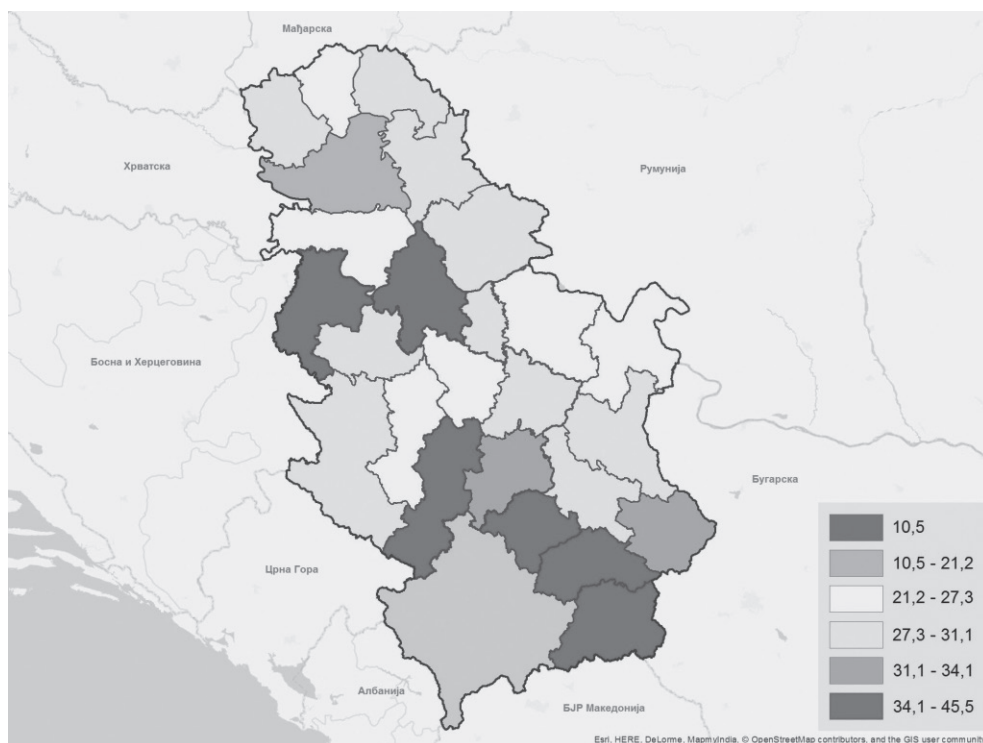 Мађарска
Хрватска
Румунија
Босна и Херцеговина
Бугарска
Црна Гора
Албанија
БЈР Македонија
10,5
10,5 - 21,2
21,2 - 27,3
27,3 - 31,1
31,1 - 34,1
34,1 - 45,5
Esri, HERE, DeLorme, MapmyIndia, © OpenStreetMap contributors, and the GIS user communit